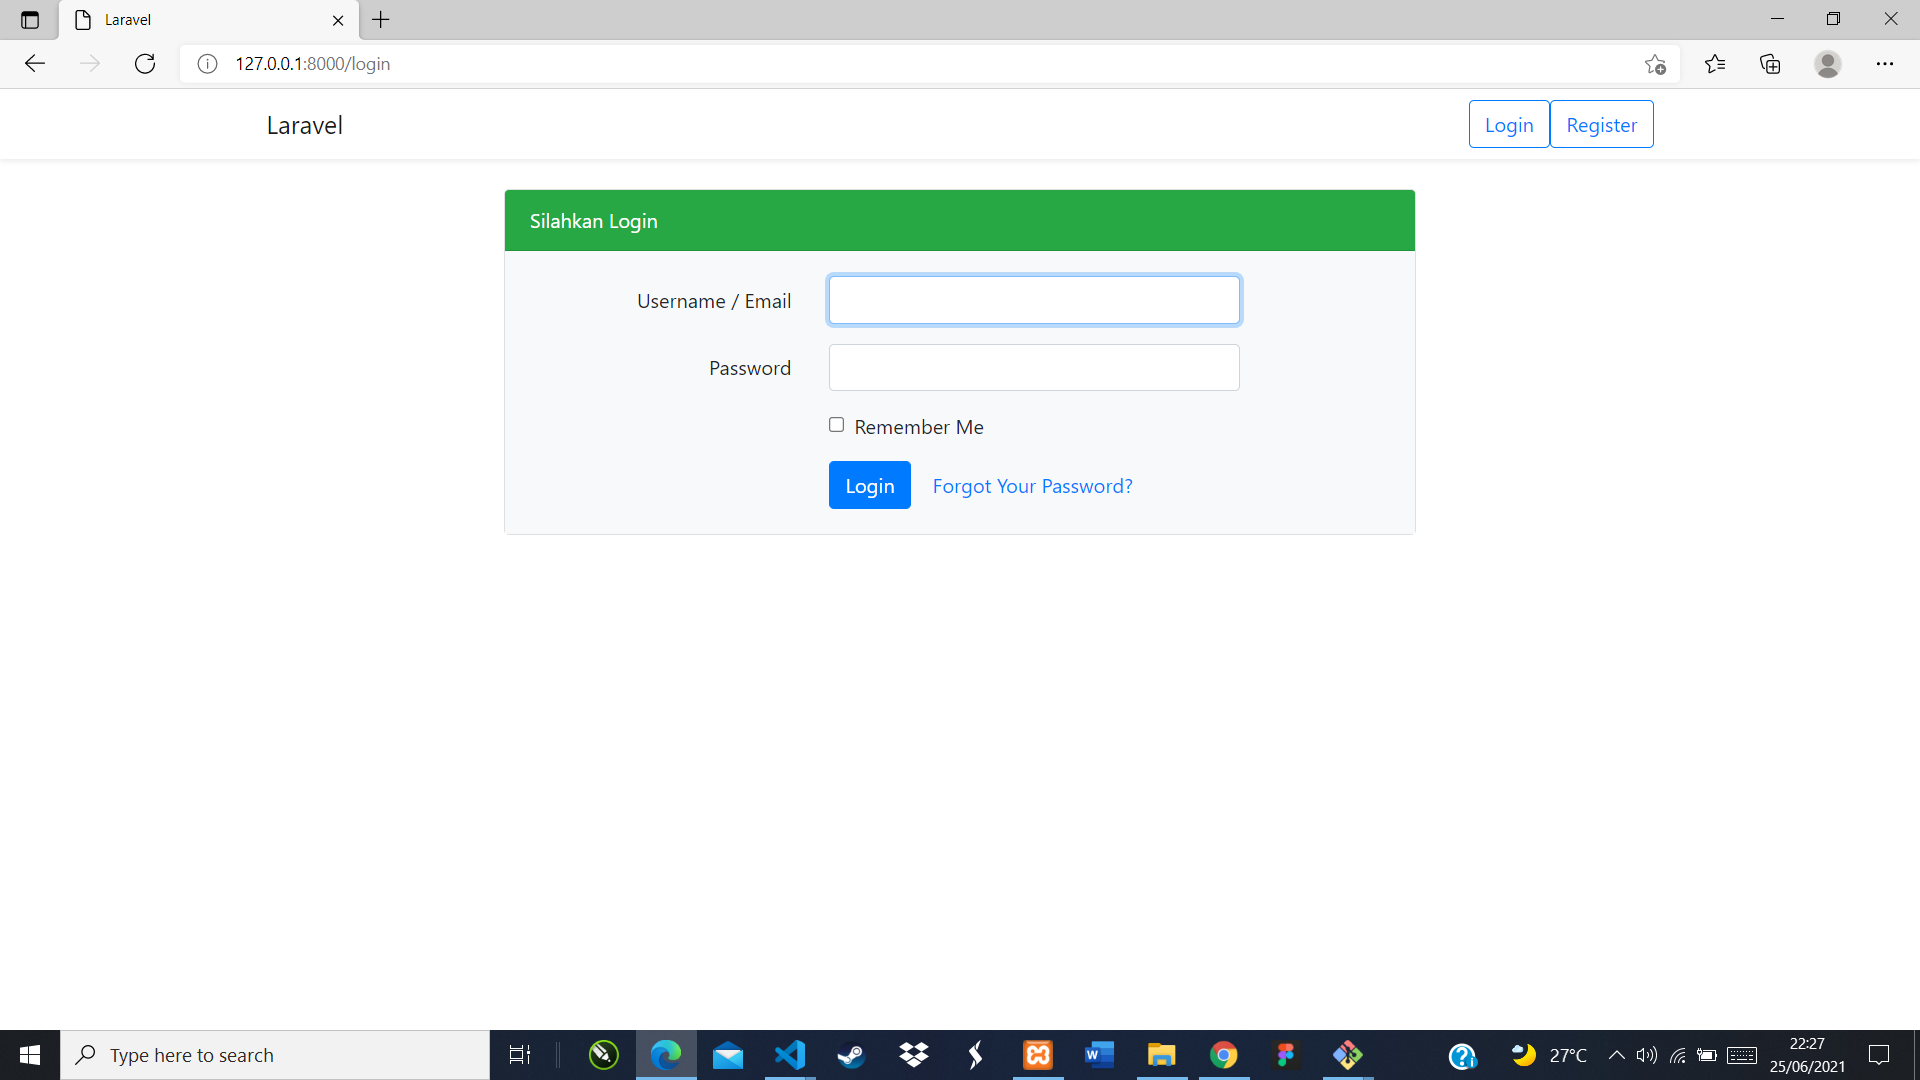 Laravel
127.0.0.1:8000/login
Laravel
Login
Register
Silahkan Login
Username / Email
Password
Remember Me
Login
Forgot Your Password?
Type here to search
27°C
22:27
25/06/2021